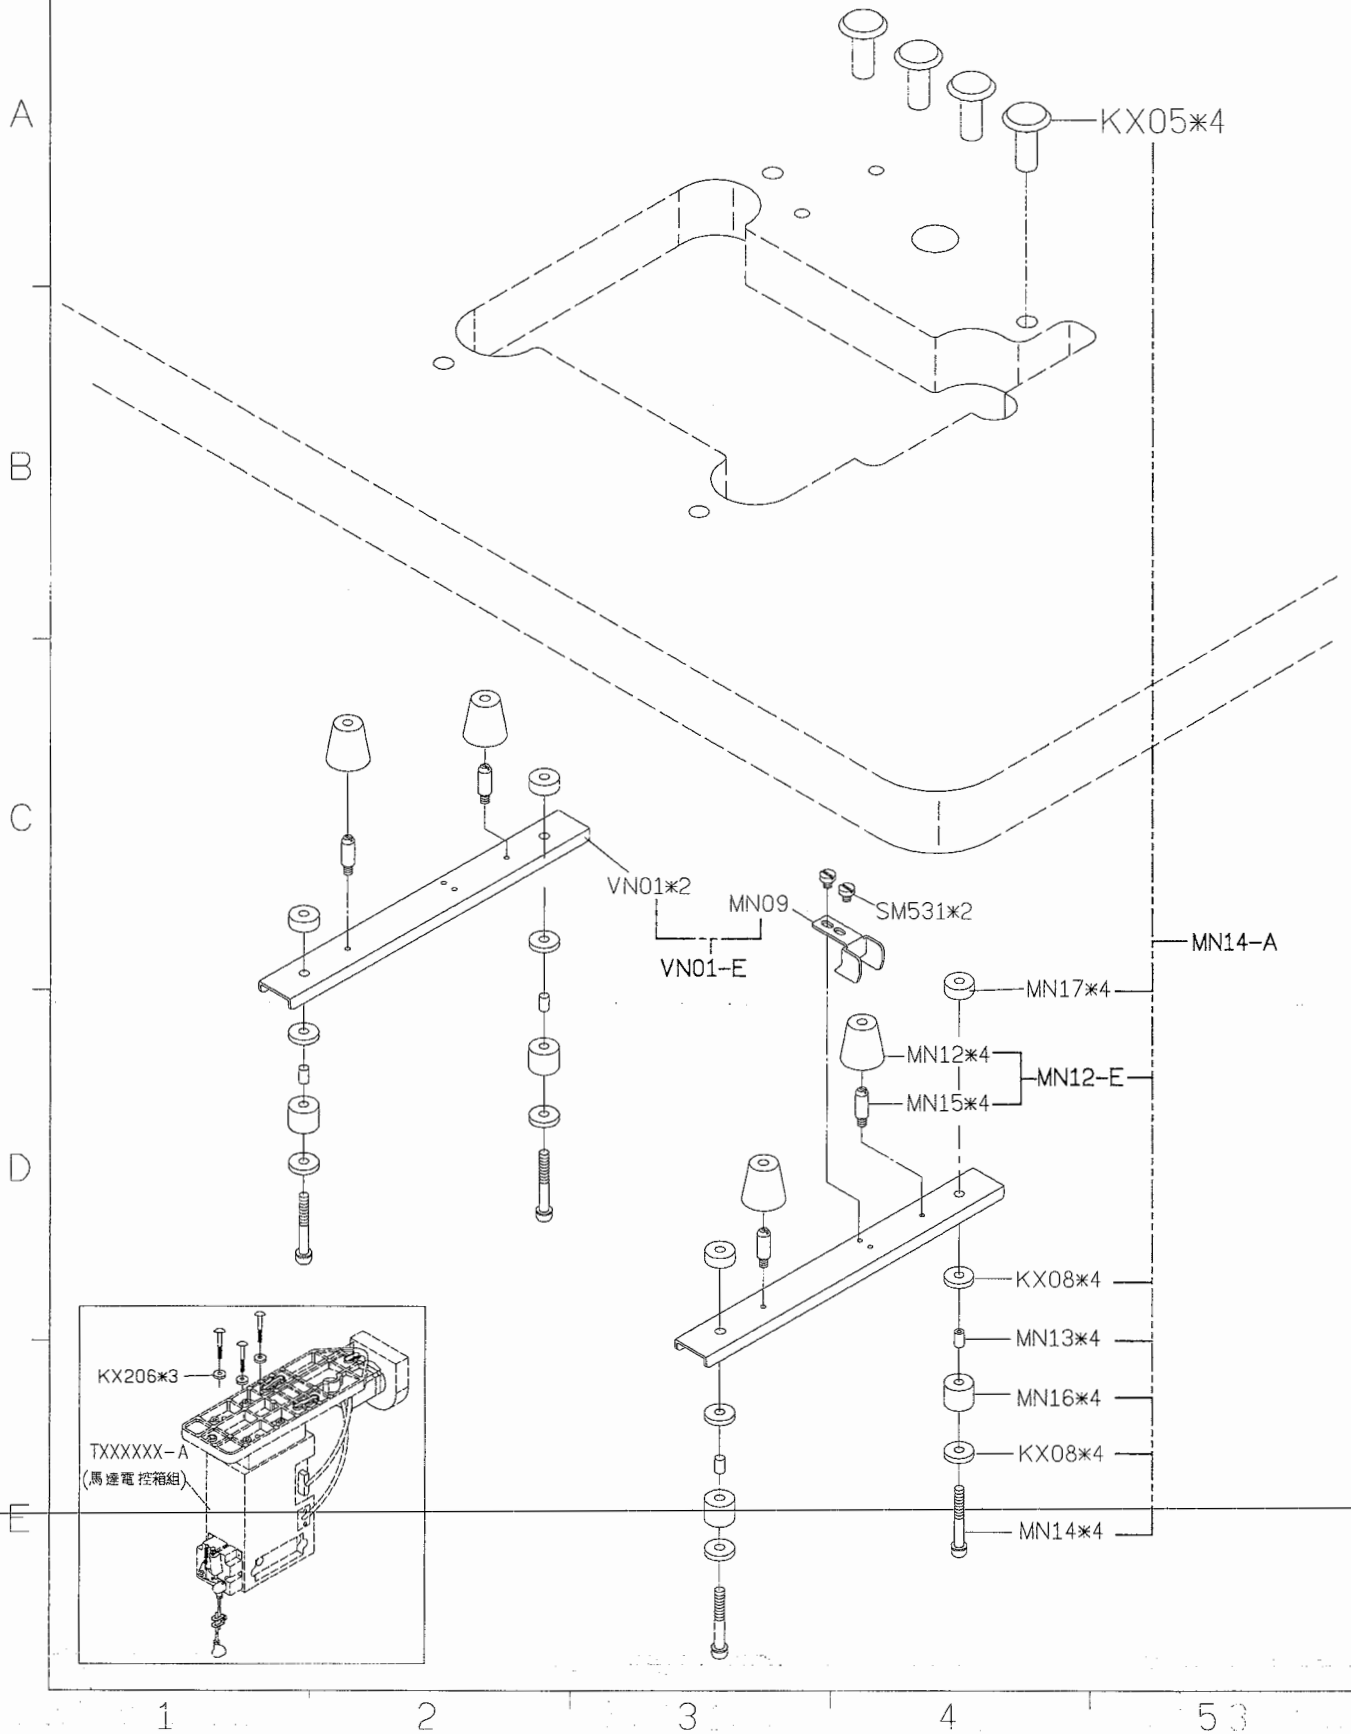 A
KX05*4
B
C
VN01*2
MN09
SM531*2
VN01-E
MN14-A
MN17*4
MN12*4
MN12-E
MN15*4
D
KX08*4
MN13*4
KX206*3
MN16*4
TXXXXXX-A
(馬達電控箱組)
KX08*4
E
MN14*4
1 2 3 4 5 3